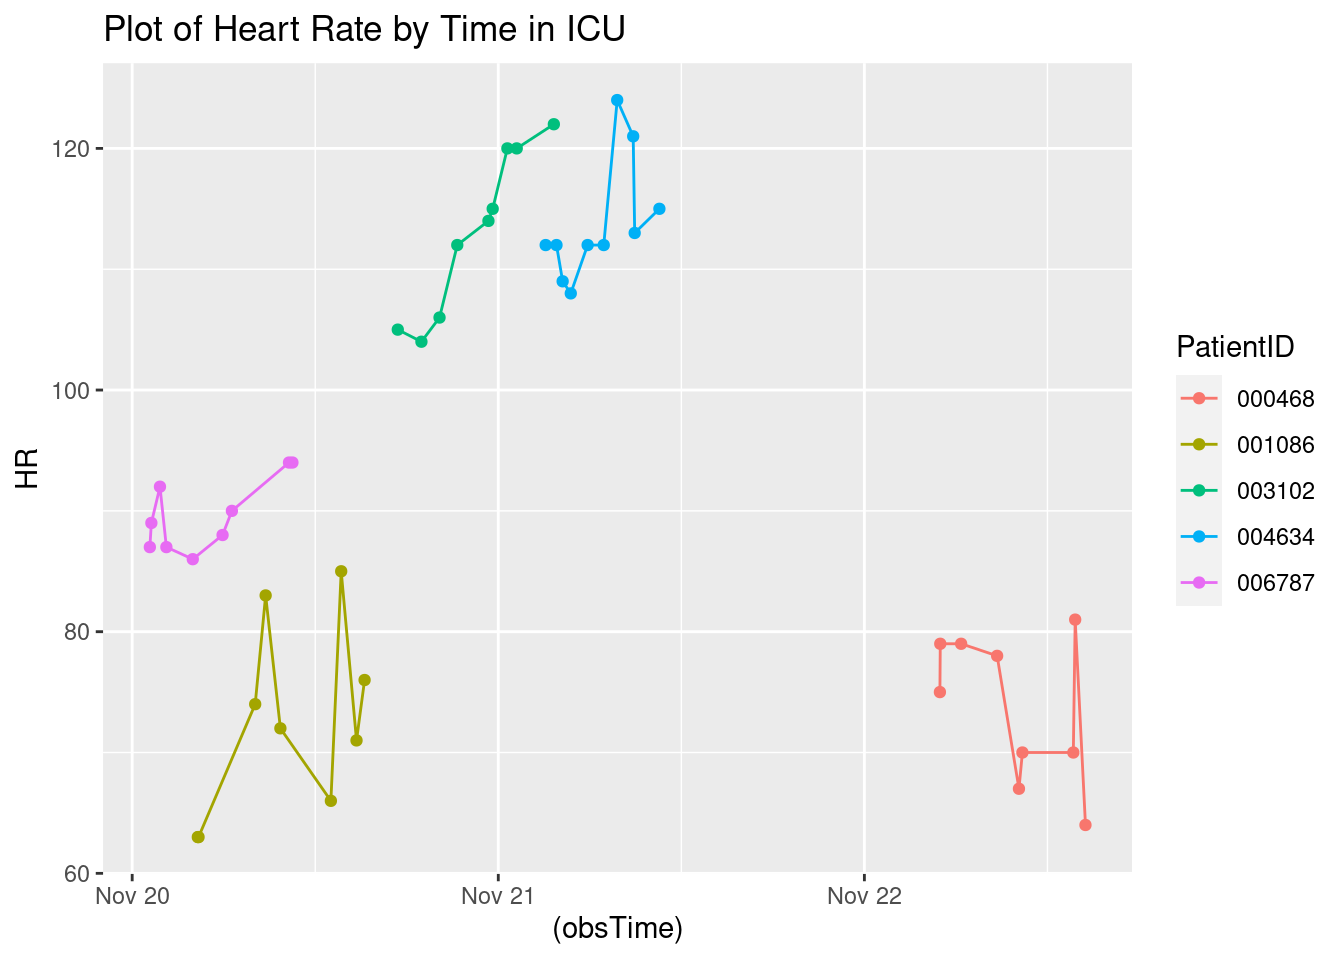 Plot of Heart Rate by Time in ICU
120
100
80
60
HR
Nov 20
Nov 21
Nov 22
(obsTime)
PatientID
000468
001086
003102
004634
006787